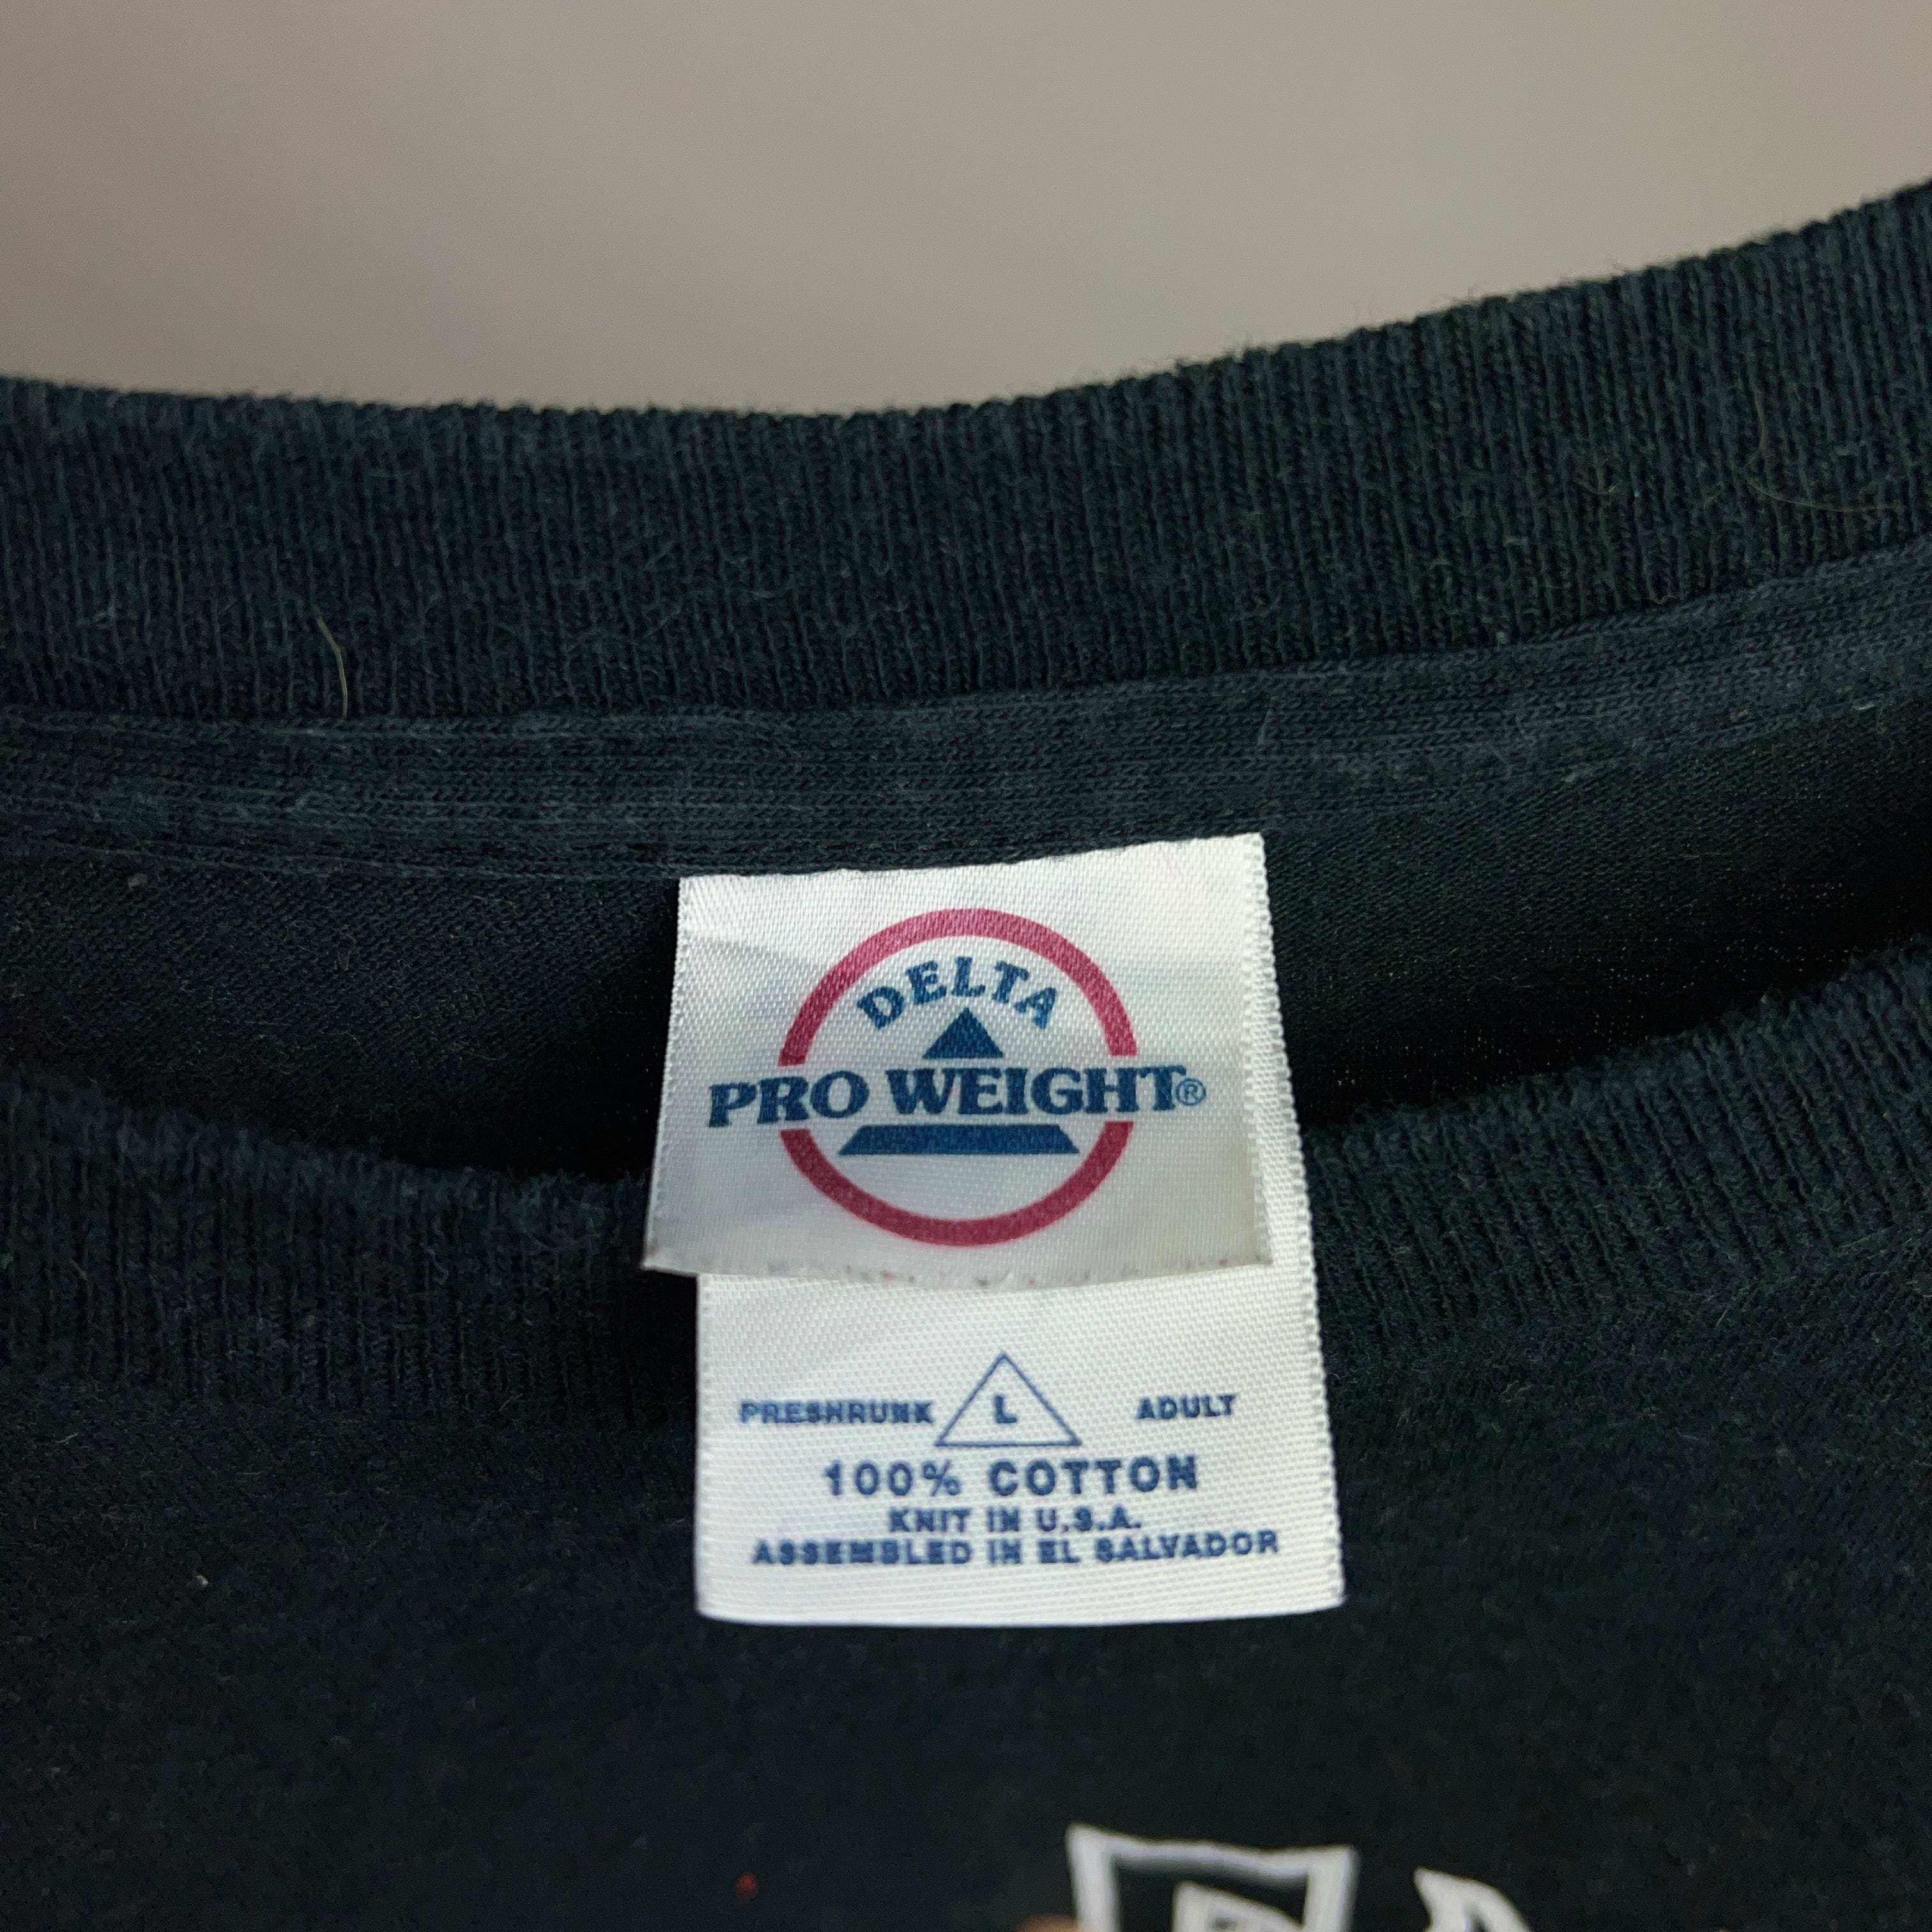 DELTA
PRO WEIGHT®
PRESHRUNK L ADULT
100% COTTON
KNIT IN U.S.A.
ASSEMBLED IN EL SALVADOR